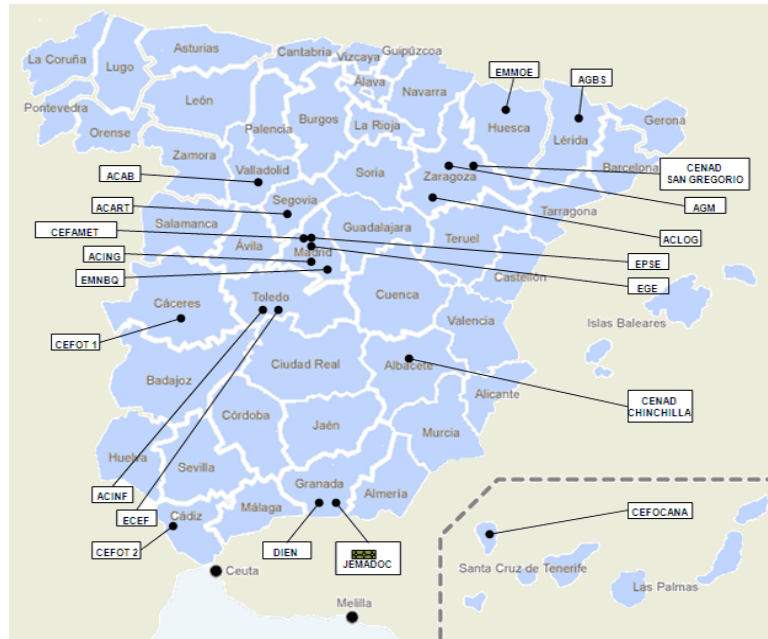 La Coruña
Lugo
Asturias
Cantabria
Vizcaya
Guipúzcoa
Álava
Navarra
EMMOE
AGBS
Pontevedra
Orense
León
Palencia
Burgos
La Rioja
Huesca
Lérida
Gerona
Barcelona
Zamora
Valladolid
Soria
Zaragoza
CENAD
SAN GREGORIO
ACAB
ACART
Segovia
Tarragona
AGM
Salamanca
CEFAMET
Ávila
Madrid
Guadalajara
Teruel
ACLOG
ACING
EPSE
EMNBQ
Castellón
EGE
Cáceres
Toledo
Cuenca
Valencia
Islas Baleares
CEFOT 1
Ciudad Real
Albacete
Badajoz
Alicante
CENAD
CHINCHILLA
Córdoba
Jaén
Murcia
Huelva
Sevilla
ACINF
Granada
Almería
ECEF
Cádiz
Málaga
CEFOT 2
DIEN
JEMADOC
CEFOCANA
Ceuta
Santa Cruz de Tenerife
Las Palmas
Melilla